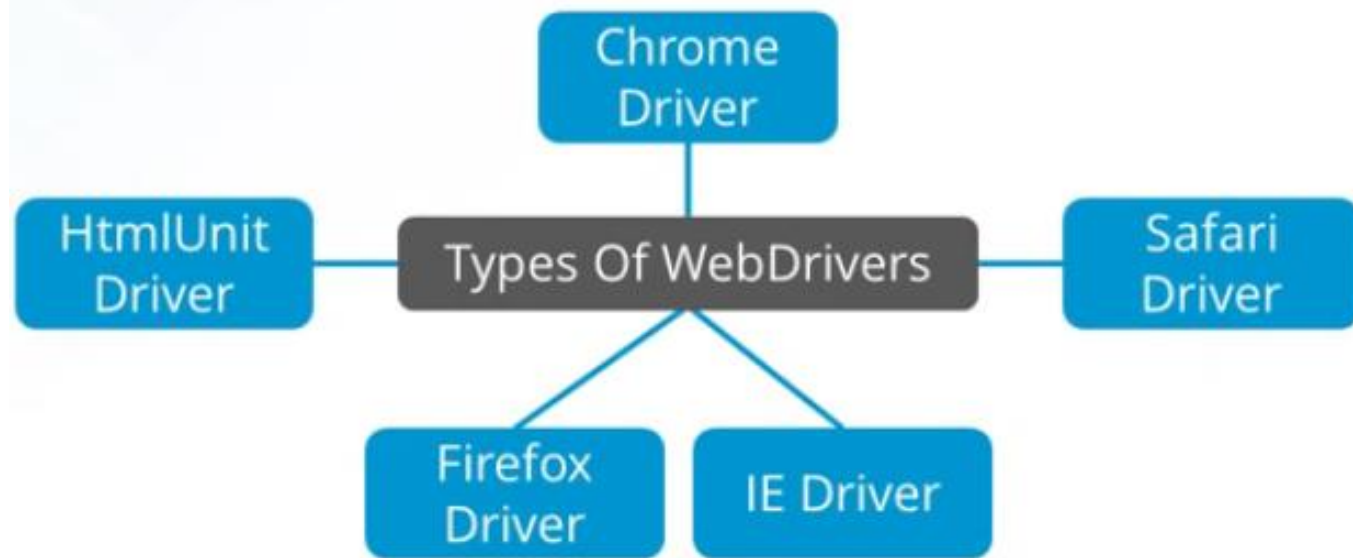 Chrome
Driver
HtmlUnit
Driver
Types Of WebDrivers
Safari
Driver
Firefox
Driver
IE Driver